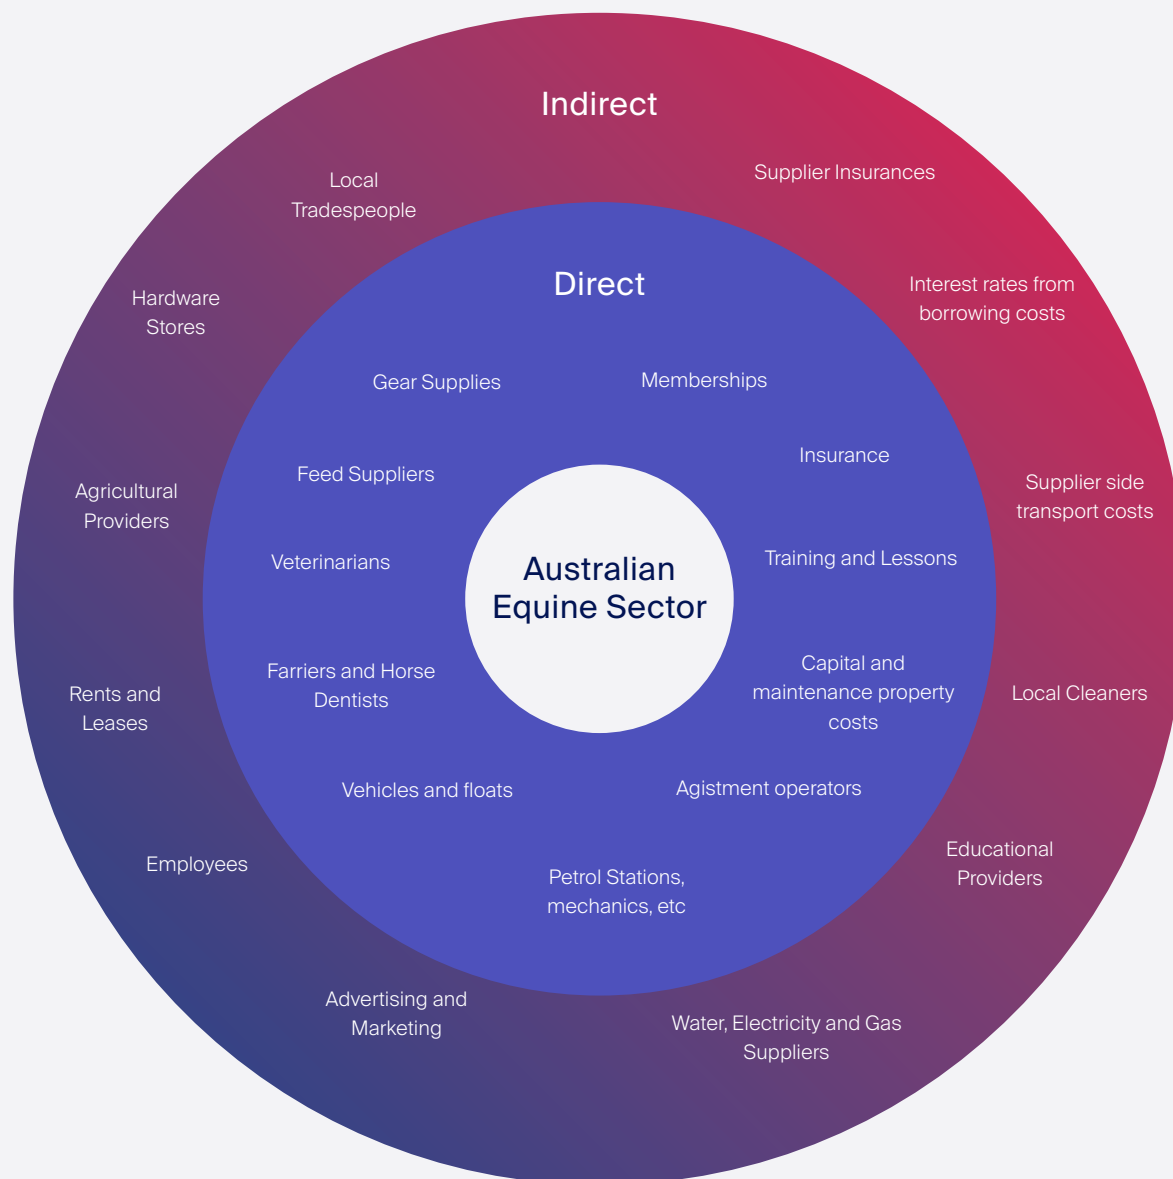 Indirect
Supplier Insurances
Local
Tradespeople
Direct
Interest rates from
borrowing costs
Hardware
Stores
Gear Supplies
Memberships
Insurance
Feed Suppliers
Supplier side
transport costs
Agricultural
Providers
Veterinarians
Training and Lessons
Australian
Equine Sector
Farriers and Horse
Dentists
Capital and
maintenance property
costs
Rents and
Leases
Local Cleaners
Vehicles and floats
Agistment operators
Employees
Educational
Providers
Petrol Stations,
mechanics, etc
Advertising and
Marketing
Water, Electricity and Gas
Suppliers